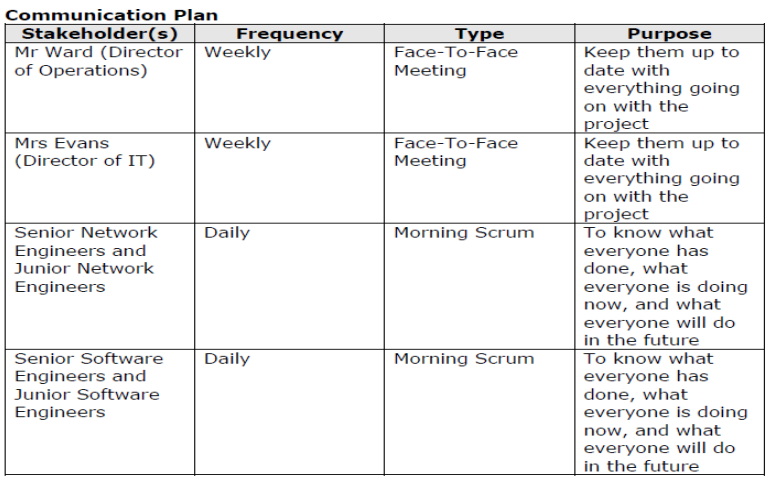 Communication Plan
Stakeholder(s) Frequency Type Purpose
Mr Ward (Director of Operations) Weekly Face-To-Face Meeting Keep them up to date with everything going on with the project
Mrs Evans (Director of IT) Weekly Face-To-Face Meeting Keep them up to date with everything going on with the project
Senior Network Engineers and Junior Network Engineers Daily Morning Scrum To know what everyone has done, what everyone is doing now, and what everyone will do in the future
Senior Software Engineers and Junior Software Engineers Daily Morning Scrum To know what everyone has done, what everyone is doing now, and what everyone will do in the future